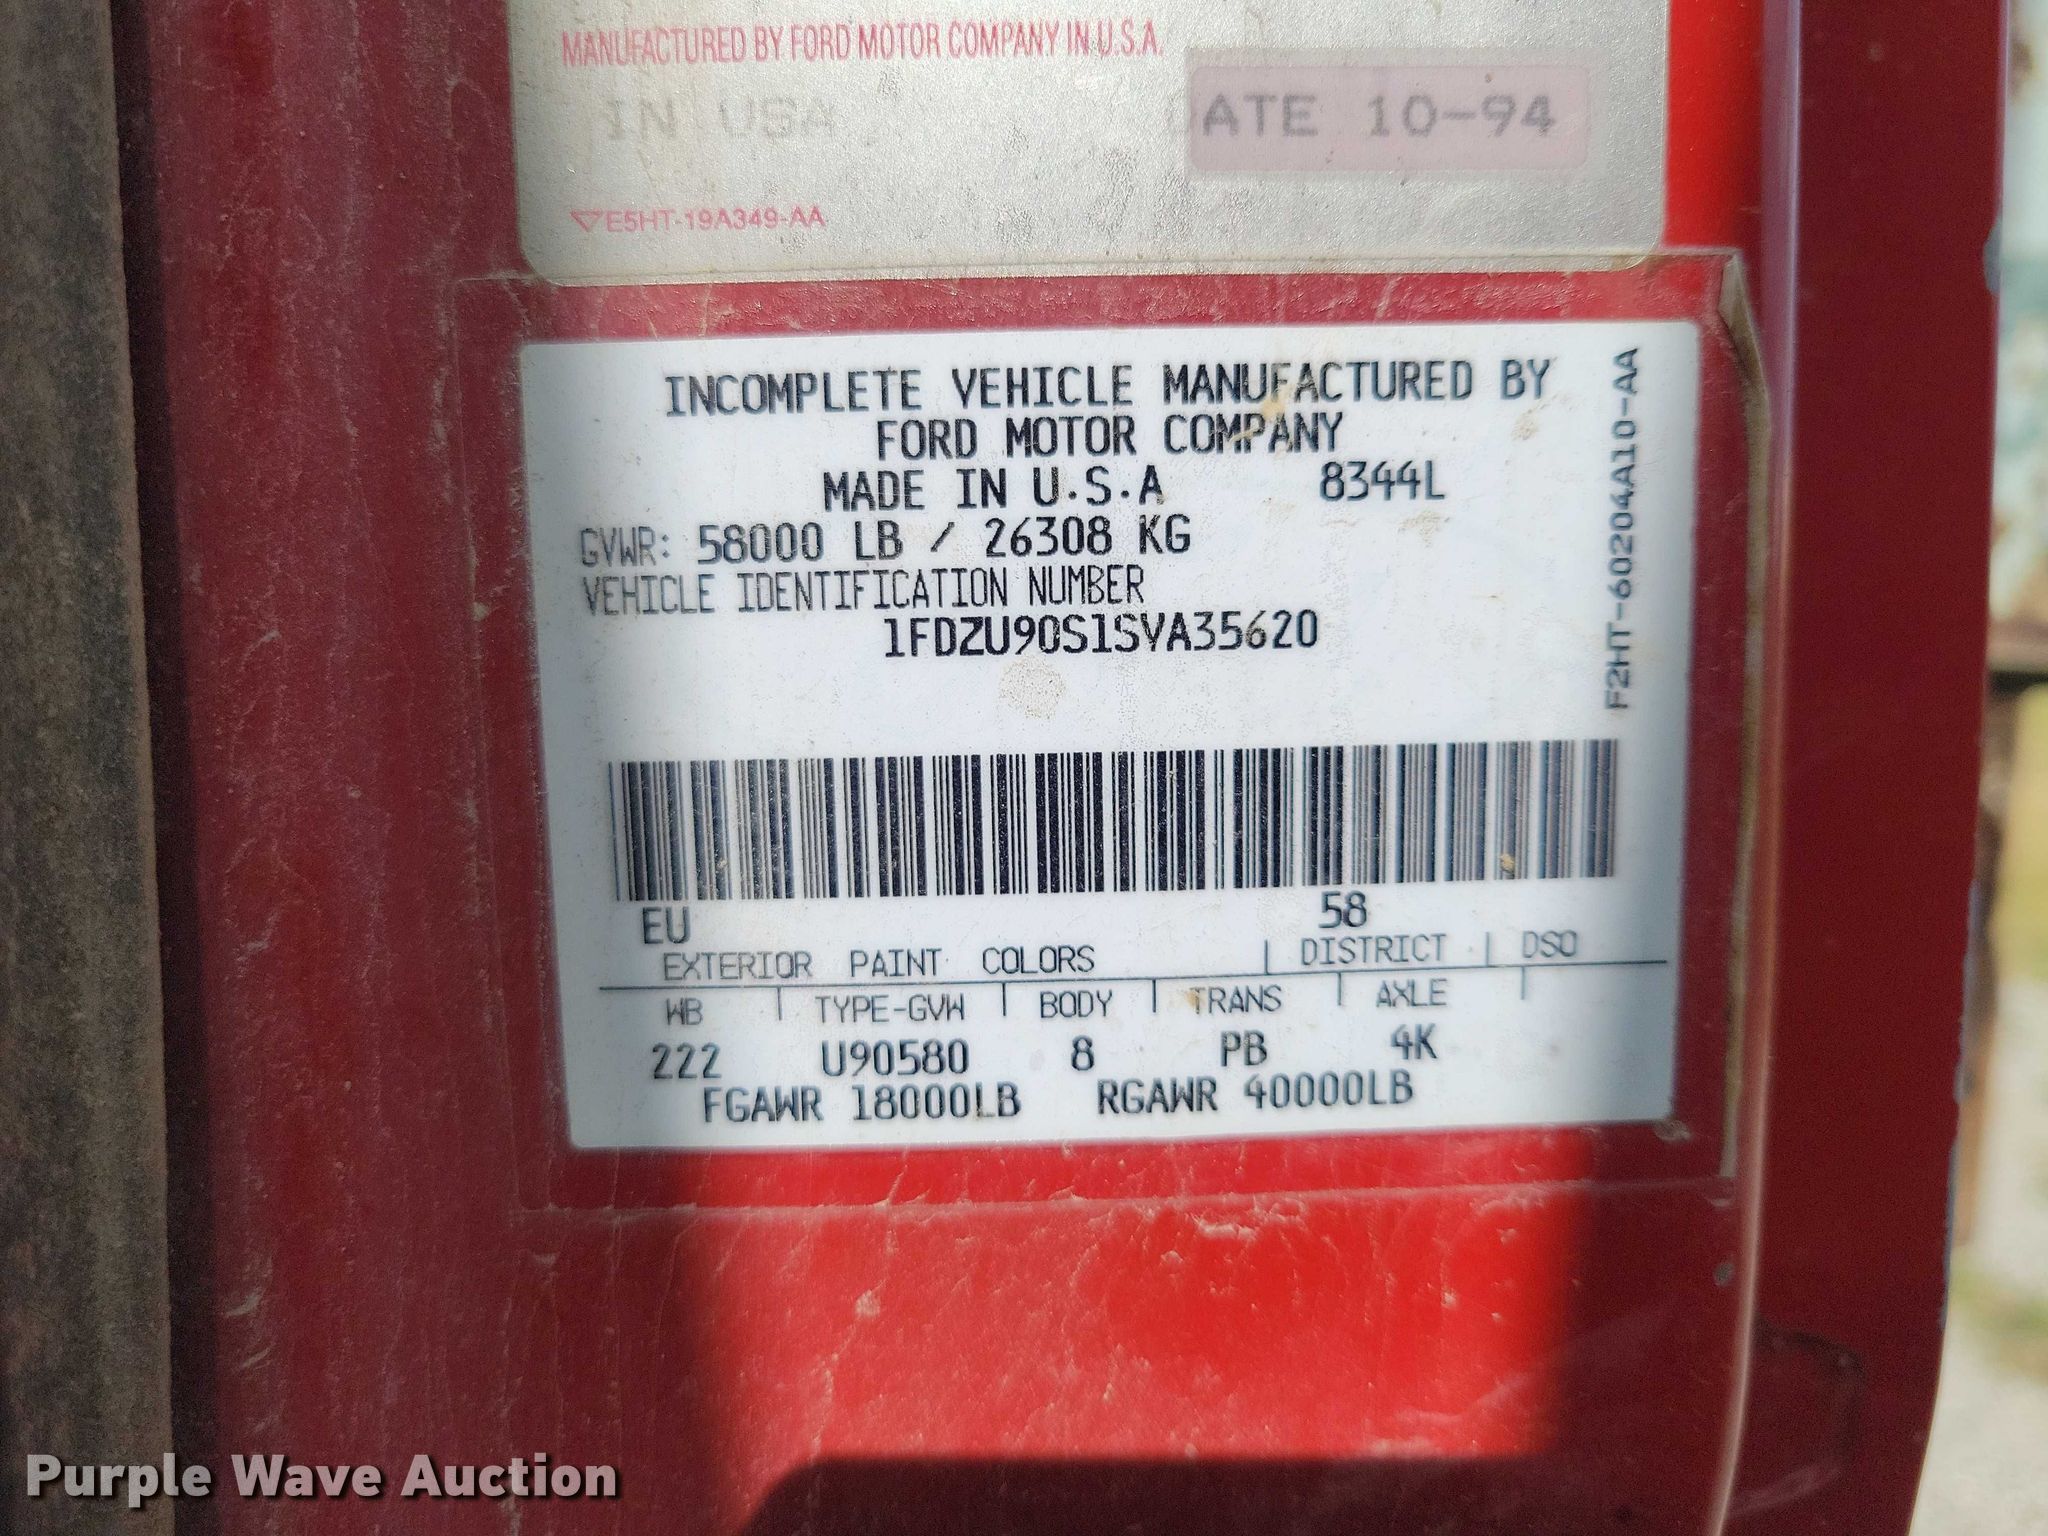 MANUFACTURED BY FORD MOTOR COMPANY IN U.S.A.
IN USA DATE 10-94
E5HT-19A349-AA
INCOMPLETE VEHICLE MANUFACTURED BY
FORD MOTOR COMPANY
MADE IN U.S.A 8344L
GVWR: 58000 LB / 26308 KG
VEHICLE IDENTIFICATION NUMBER
1FDZU90S1SVA35620
F2HT-60204A10-AA
EU 58
EXTERIOR PAINT COLORS DISTRICT DSO
WB TYPE-GVW BODY TRANS AXLE
222 U90580 8 PB 4K
FGAWR 18000LB RGAWR 40000LB
Purple Wave Auction